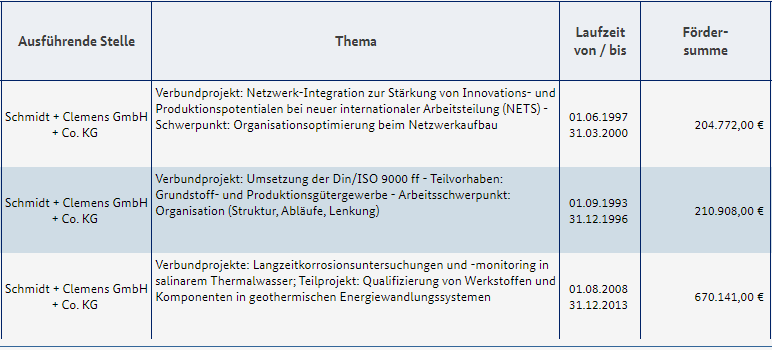 Ausführende Stelle
Thema
Laufzeit
von / bis
Förder-
summe
Schmidt + Clemens GmbH
+ Co. KG
Verbundprojekt: Netzwerk-Integration zur Stärkung von Innovations- und
Produktionspotentialen bei neuer internationaler Arbeitsteilung (NETS) -
Schwerpunkt: Organisationsoptimierung beim Netzwerkaufbau
01.06.1997
31.03.2000
204.772,00 €
Schmidt + Clemens GmbH
+ Co. KG
Verbundprojekt: Umsetzung der Din/ISO 9000 ff - Teilvorhaben:
Grundstoff- und Produktionsgütergewerbe - Arbeitsschwerpunkt:
Organisation (Struktur, Abläufe, Lenkung)
01.09.1993
31.12.1996
210.908,00 €
Schmidt + Clemens GmbH
+ Co. KG
Verbundprojekte: Langzeitkorrosionsuntersuchungen und -monitoring in
salinarem Thermalwasser; Teilprojekt: Qualifizierung von Werkstoffen und
Komponenten in geothermischen Energiewandlungssystemen
01.08.2008
31.12.2013
670.141,00 €